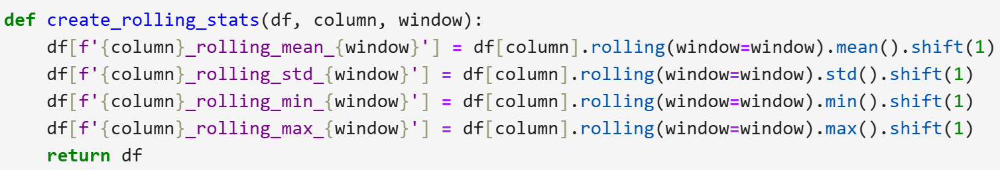 def create_rolling_stats(df, column, window):
    df[f'{column}_rolling_mean_{window}'] = df[column].rolling(window=window).mean().shift(1)
    df[f'{column}_rolling_std_{window}'] = df[column].rolling(window=window).std().shift(1)
    df[f'{column}_rolling_min_{window}'] = df[column].rolling(window=window).min().shift(1)
    df[f'{column}_rolling_max_{window}'] = df[column].rolling(window=window).max().shift(1)
    return df